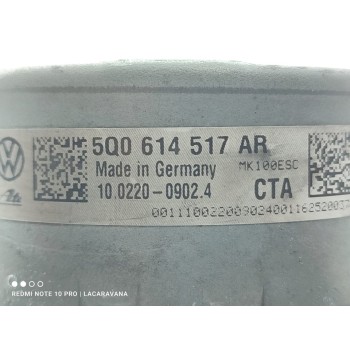 5Q0 614 517 AR
Made in Germany MK100ESC
10.0220-0902.4 CTA
REDMI NOTE 10 PRO | LACARAVANA